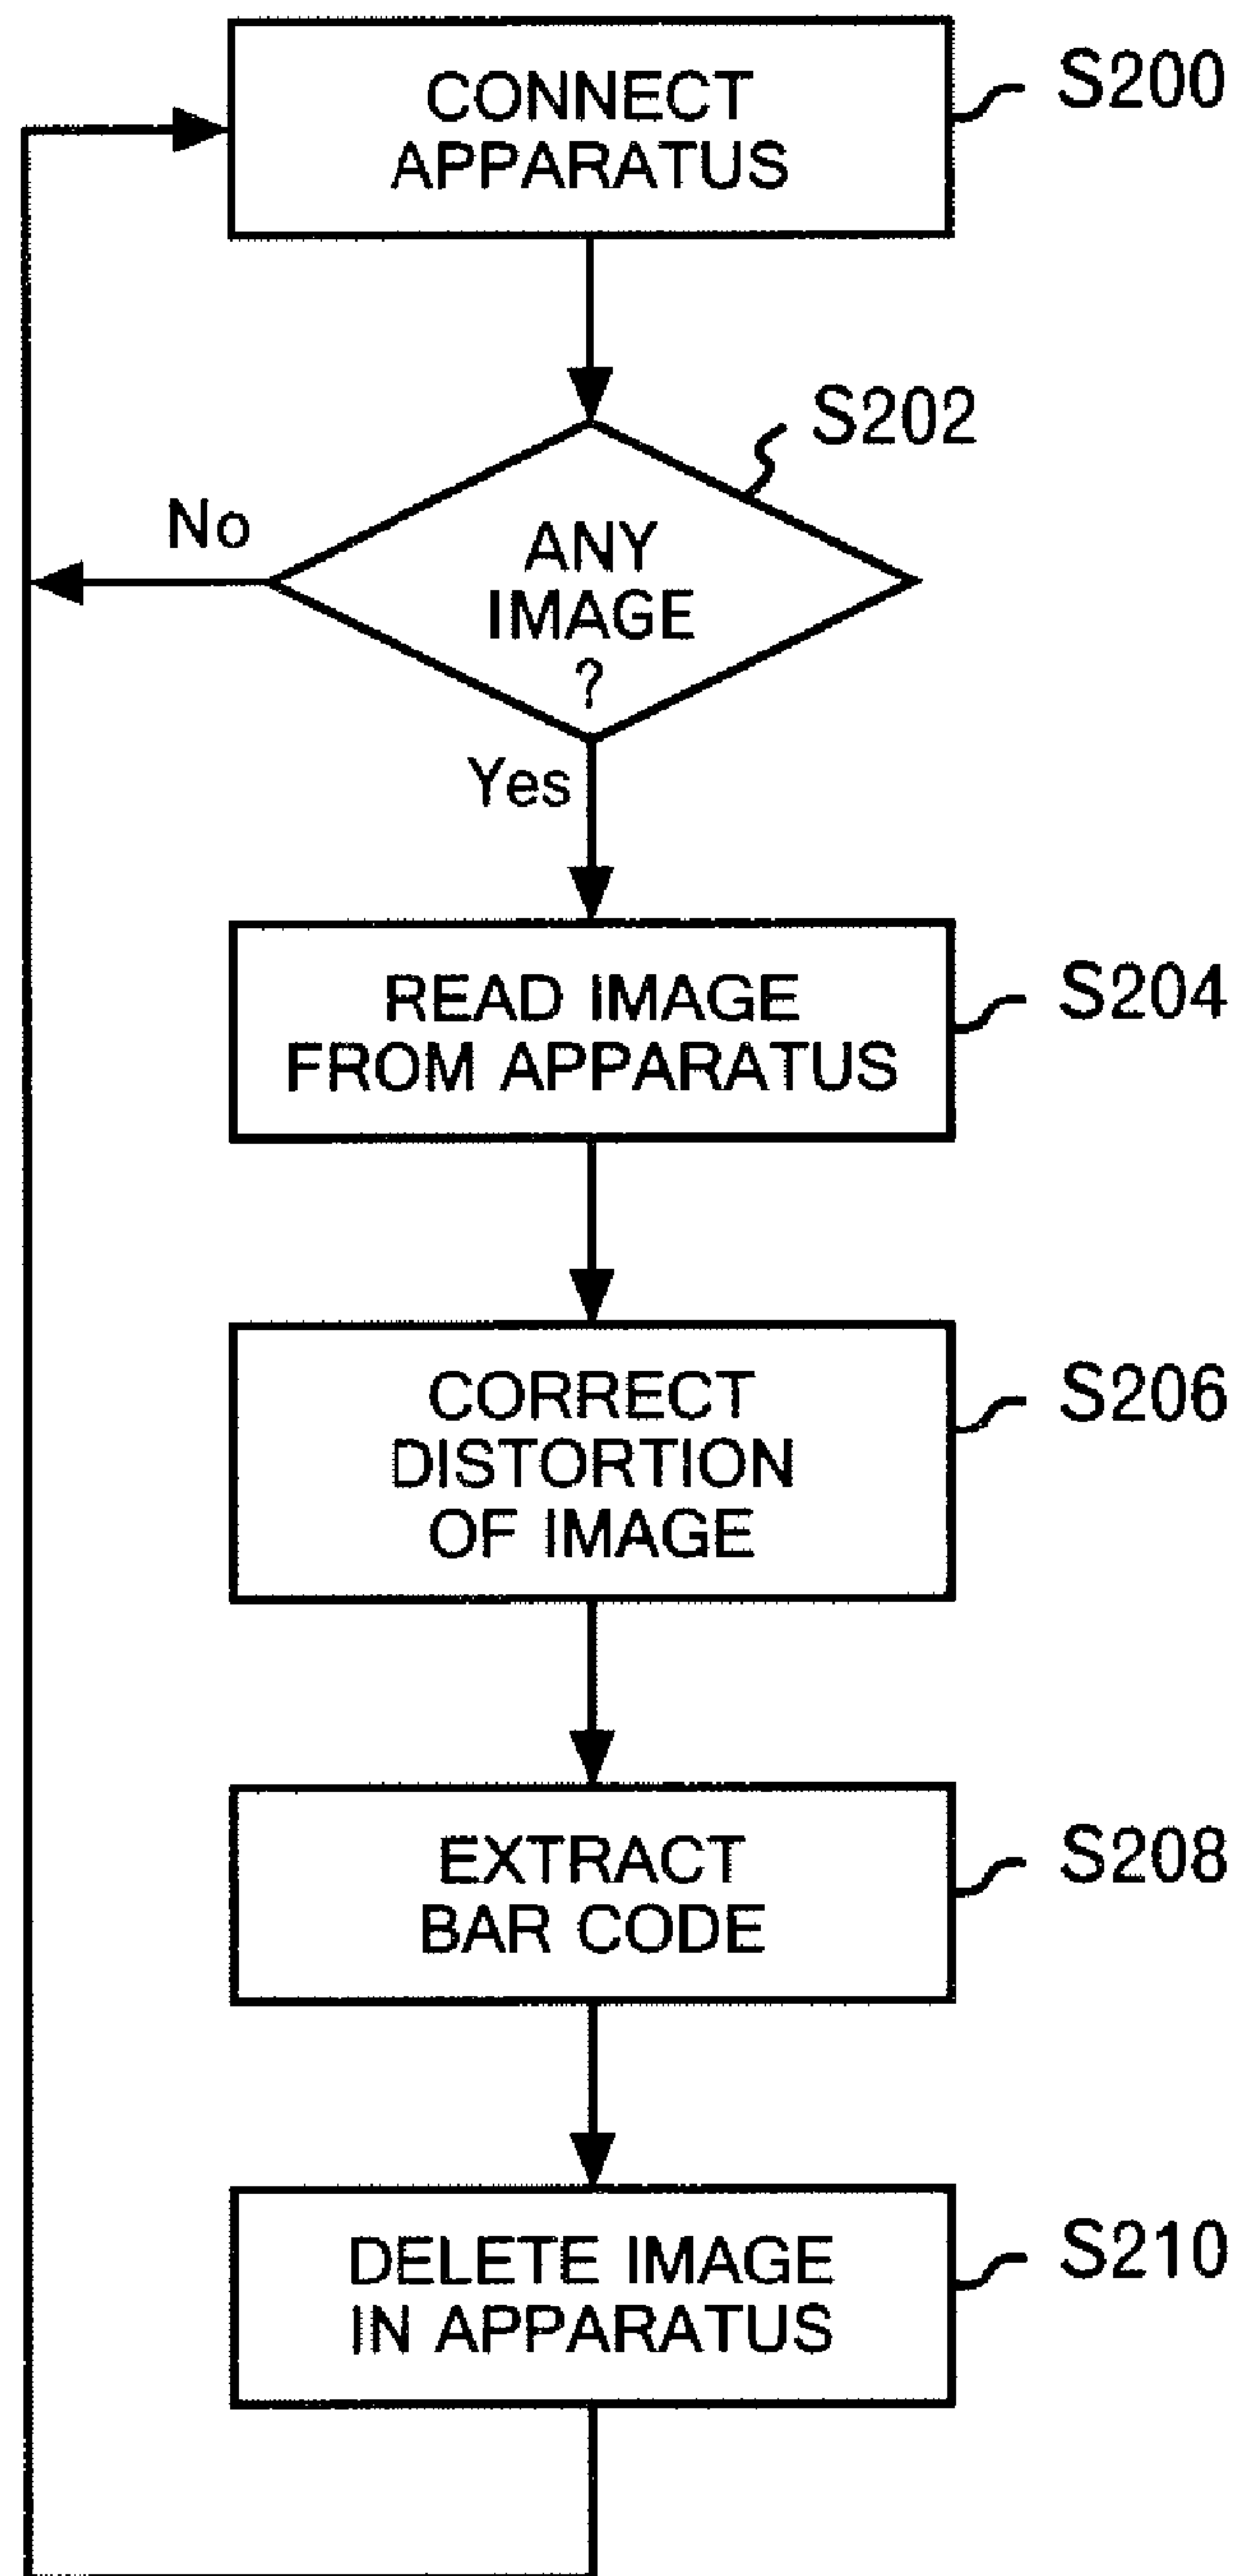 CONNECT
APPARATUS
S200
S202
No
ANY
IMAGE
?
Yes
READ IMAGE
FROM APPARATUS
S204
CORRECT
DISTORTION
OF IMAGE
S206
EXTRACT
BAR CODE
S208
DELETE IMAGE
IN APPARATUS
S210